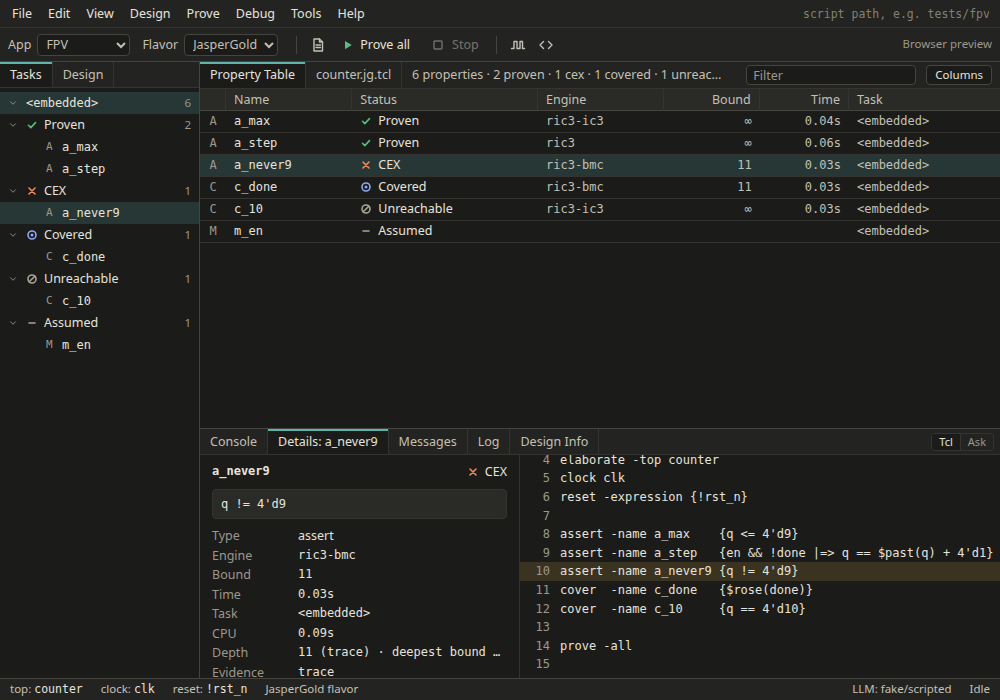 File Edit View Design Prove Debug Tools Help script path, e.g. tests/fpv
App FPV Flavor JasperGold Prove all Stop Browser preview
Tasks Design Property Table counter.jg.tcl 6 properties · 2 proven · 1 cex · 1 covered · 1 unreac... Filter Columns
<embedded> 6
Proven 2
A a_max
A a_step
CEX 1
A a_never9
Covered 1
C c_done
Unreachable 1
C c_10
Assumed 1
M m_en
Name Status Engine Bound Time Task
A a_max Proven ric3-ic3 ∞ 0.04s <embedded>
A a_step Proven ric3 ∞ 0.06s <embedded>
A a_never9 CEX ric3-bmc 11 0.03s <embedded>
C c_done Covered ric3-bmc 11 0.03s <embedded>
C c_10 Unreachable ric3-ic3 ∞ 0.03s <embedded>
M m_en Assumed <embedded>
Console Details: a_never9 Messages Log Design Info Tcl Ask
a_never9 CEX
q != 4'd9
Type assert
Engine ric3-bmc
Bound 11
Time 0.03s
Task <embedded>
CPU 0.09s
Depth 11 (trace) · deepest bound …
Evidence trace
4 elaborate -top counter
5 clock clk
6 reset -expression {!rst_n}
7
8 assert -name a_max {q <= 4'd9}
9 assert -name a_step {en && !done |=> q == $past(q) + 4'd1}
10 assert -name a_never9 {q != 4'd9}
11 cover -name c_done {$rose(done)}
12 cover -name c_10 {q == 4'd10}
13
14 prove -all
15
top: counter clock: clk reset: !rst_n JasperGold flavor LLM: fake/scripted Idle